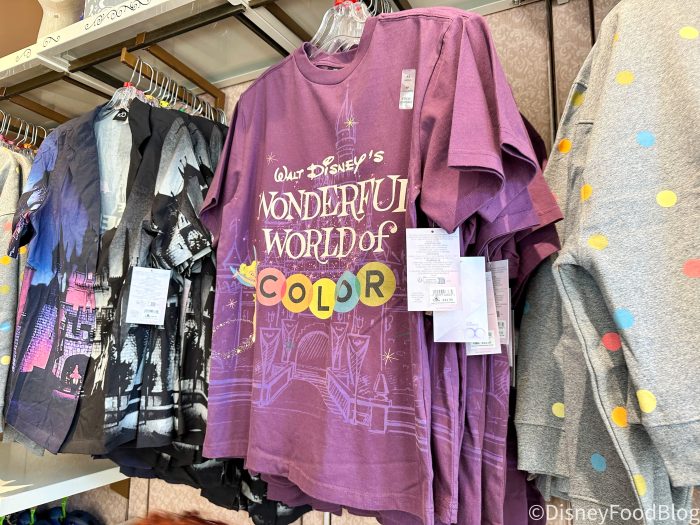 WALT DISNEY'S
WONDERFUL
WORLD of
COLOR
©DisneyFoodBlog